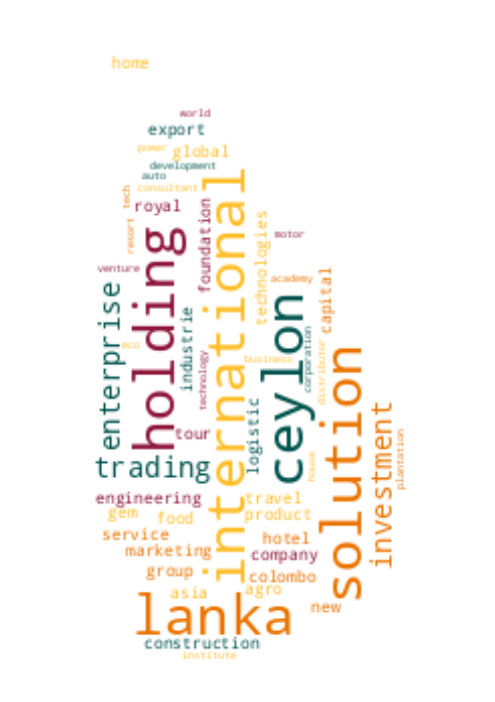 home
world
export
power
global
development
auto
consultant
tech
royal
resort
holding
foundation
international
technologies
motor
venture
academy
enterprise
industrie
ceylon
capital
eco
technology
business
corporation
distributor
solution
tour
logistic
trading
house
investment
plantation
engineering
travel
gem
food
product
service
marketing
hotel
company
group
colombo
asia
agro
lanka
new
construction
institute